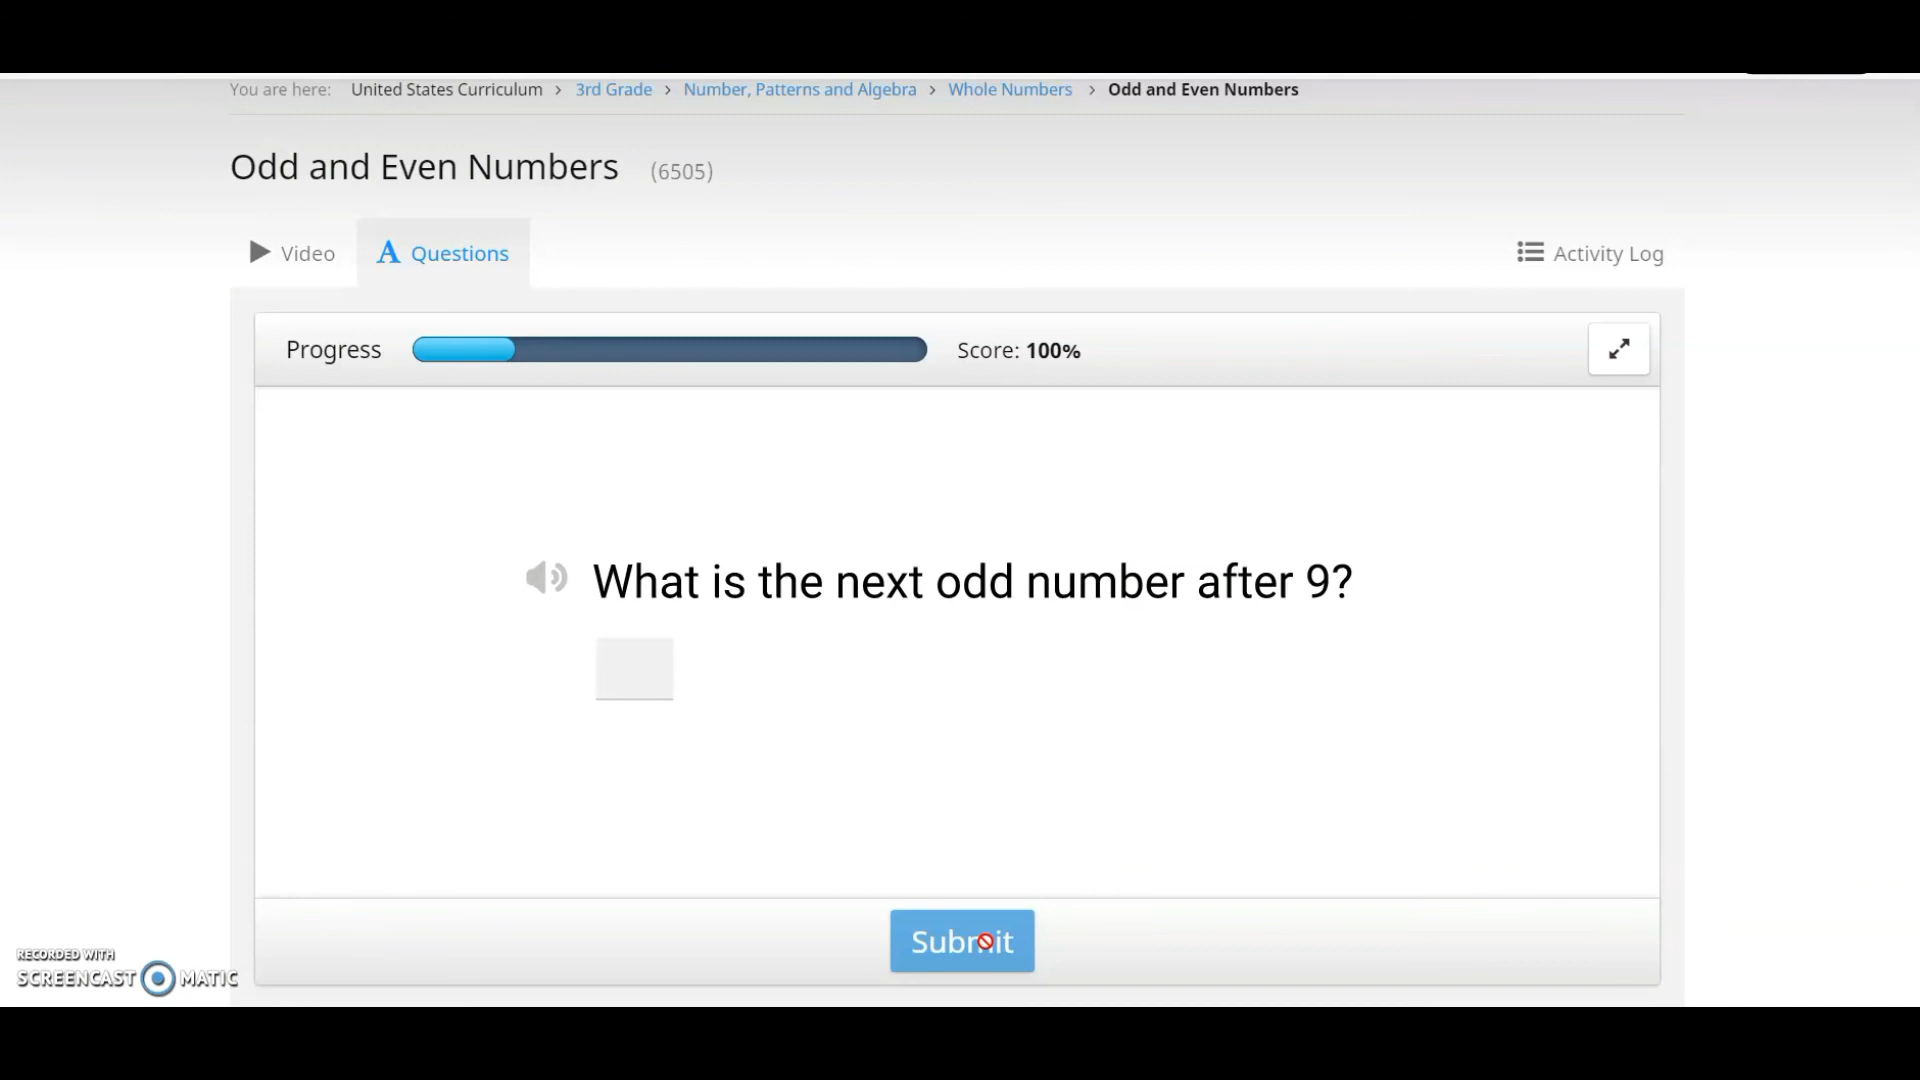 You are here: United States Curriculum > 3rd Grade > Number, Patterns and Algebra > Whole Numbers > Odd and Even Numbers
Odd and Even Numbers (6505)
Video A Questions Activity Log
Progress Score: 100%
What is the next odd number after 9?
Submit
RECORDED WITH
SCREENCAST MATIC